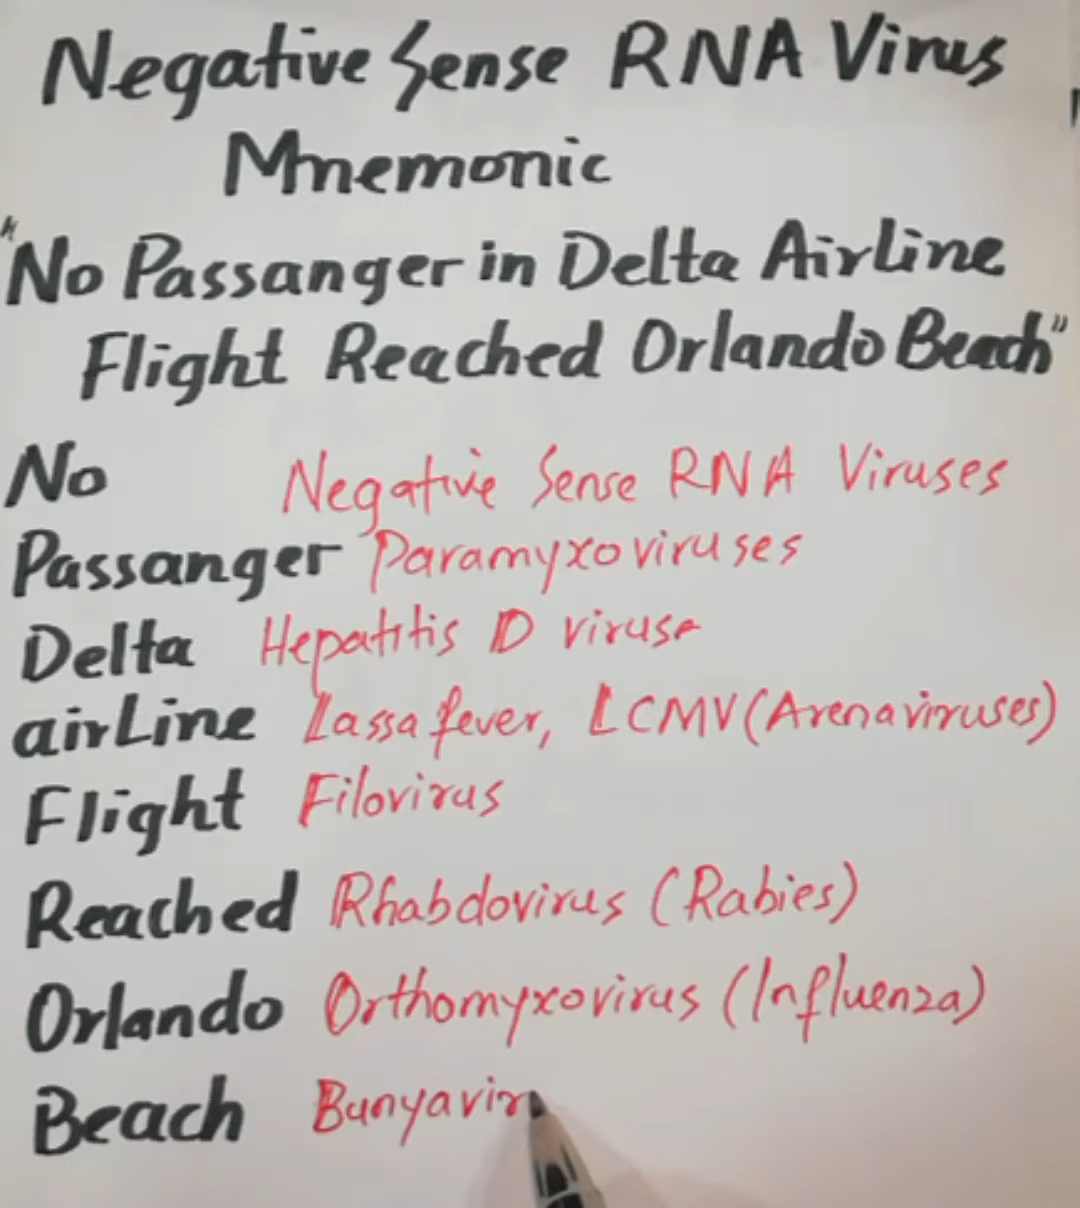 Negative Sense RNA Virus
Mnemonic
"No Passanger in Delta Airline
Flight Reached Orlando Beach"
No Negative Sense RNA Viruses
Passanger Paramyxoviruses
Delta Hepatitis D viruse
airLine Lassa fever, LCMV (Arenaviruses)
Flight Filovirus
Reached Rhabdovirus (Rabies)
Orlando Orthomyxovirus (Influenza)
Beach Bunyavir